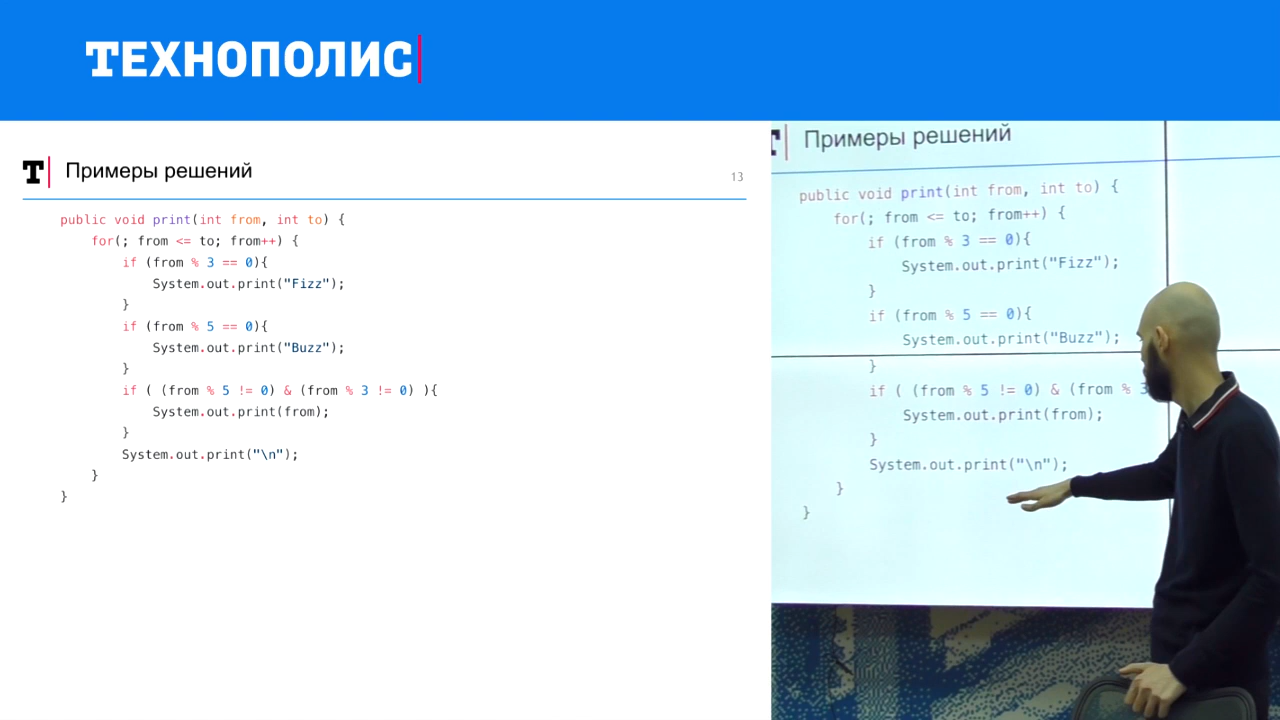 ТЕХНОПОЛИС
Т Примеры решений
13
public void print(int from, int to) {
for(; from <= to; from++) {
if (from % 3 == 0){
System.out.print("Fizz");
}
if (from % 5 == 0){
System.out.print("Buzz");
}
if ( (from % 5 != 0) & (from % 3 != 0) ){
System.out.print(from);
}
System.out.print("\n");
}
}
Т Примеры решений
public void print(int from, int to) {
for(; from <= to; from++) {
if (from % 3 == 0){
System.out.print("Fizz");
}
if (from % 5 == 0){
System.out.print("Buzz");
}
if ( (from % 5 != 0) & (from % 3
System.out.print(from);
}
System.out.print("\n");
}
}